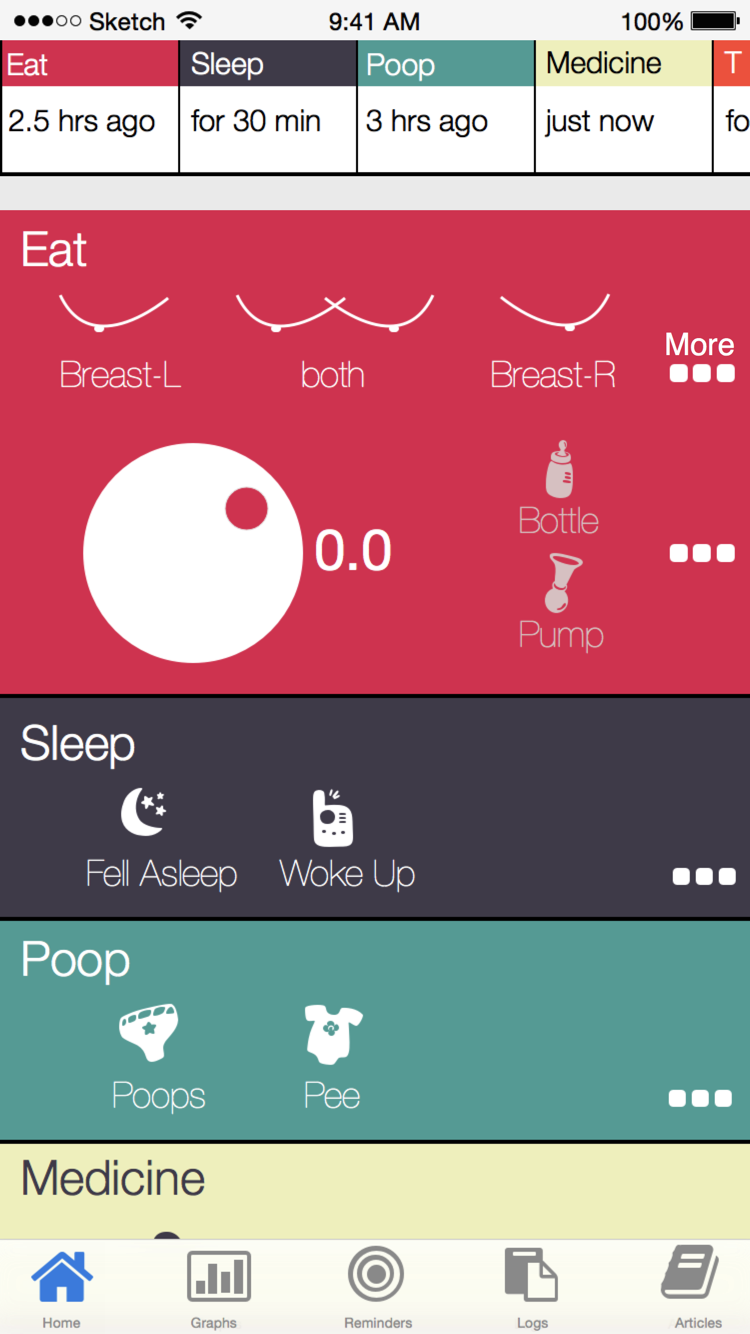 Sketch 9:41 AM 100%
Eat Sleep Poop Medicine T
2.5 hrs ago for 30 min 3 hrs ago just now fo
Eat
More
Breast-L both Breast-R
Bottle
0.0
Pump
Sleep
Fell Asleep Woke Up
Poop
Poops Pee
Medicine
Home Graphs Reminders Logs Articles